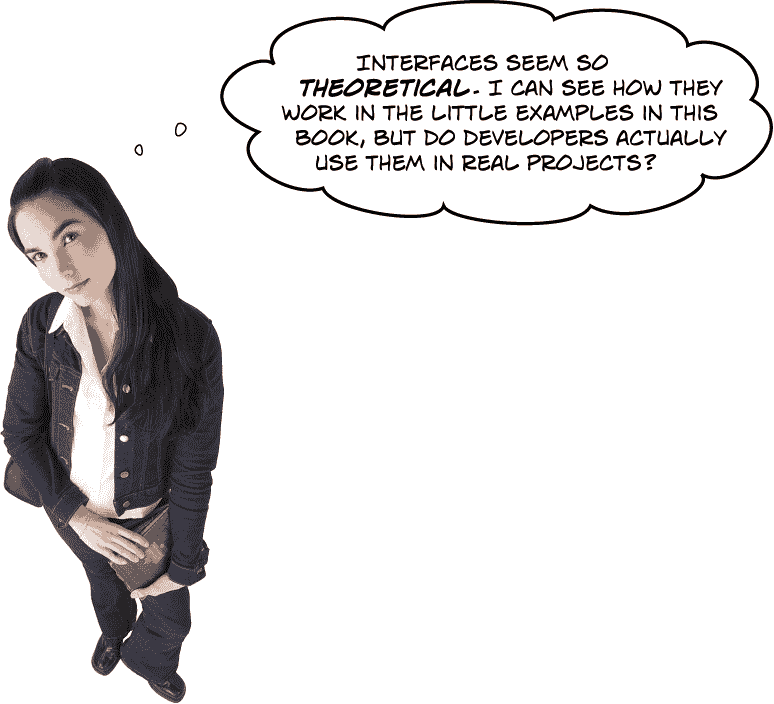 INTERFACES SEEM SO
THEORETICAL. I CAN SEE HOW THEY
WORK IN THE LITTLE EXAMPLES IN THIS
BOOK, BUT DO DEVELOPERS ACTUALLY
USE THEM IN REAL PROJECTS?